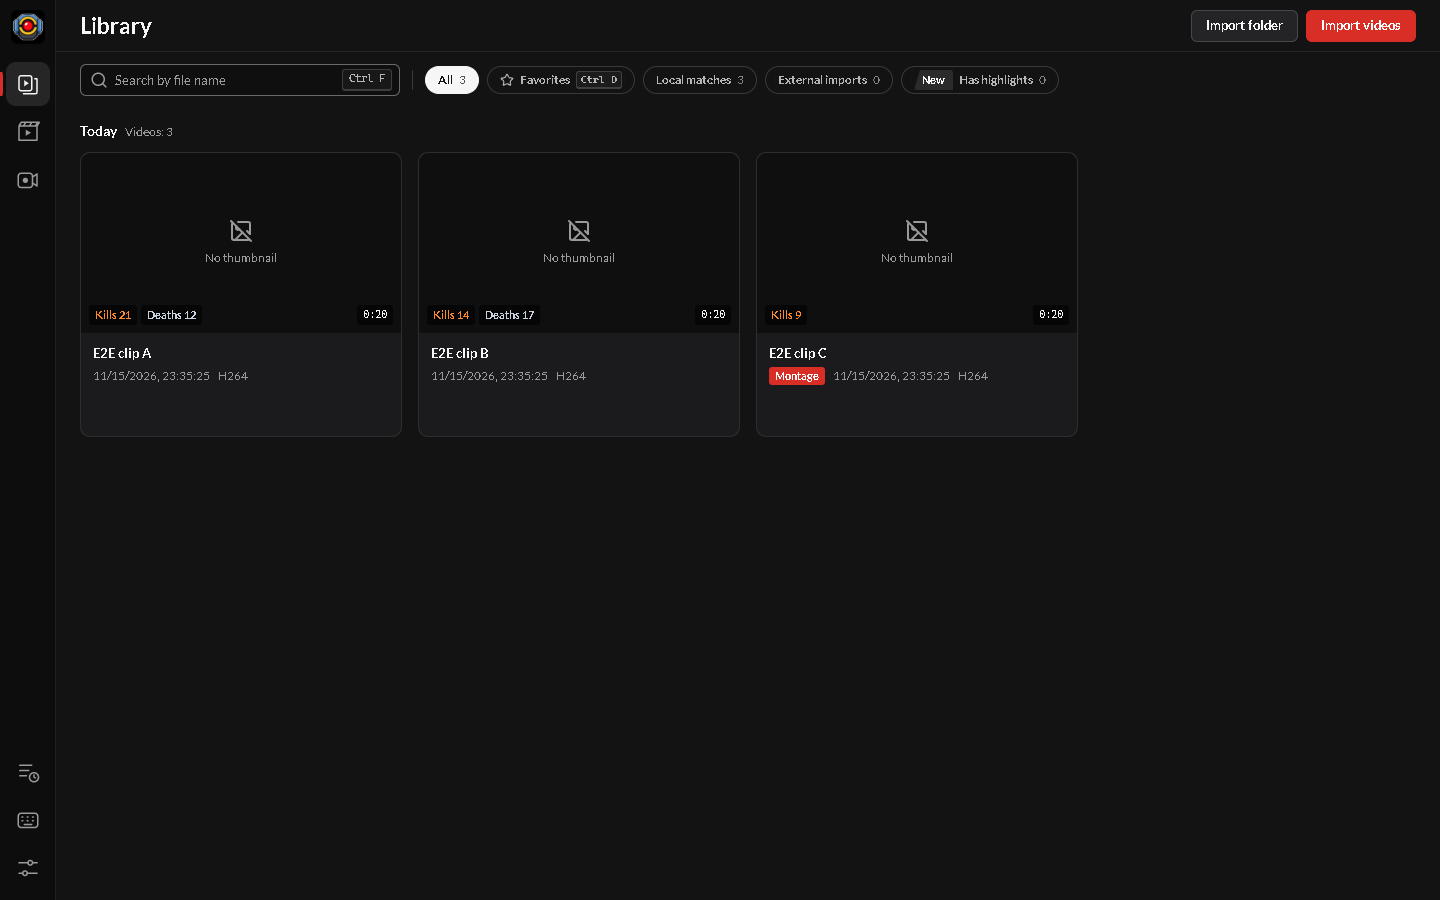 Library
Import folder
Import videos
Search by file name
Ctrl F
All 3
Favorites Ctrl D
Local matches 3
External imports 0
New Has highlights 0
Today Videos: 3
No thumbnail
Kills 21 Deaths 12 0:20
E2E clip A
11/15/2026, 23:35:25 H264
No thumbnail
Kills 14 Deaths 17 0:20
E2E clip B
11/15/2026, 23:35:25 H264
No thumbnail
Kills 9 0:20
E2E clip C
Montage 11/15/2026, 23:35:25 H264